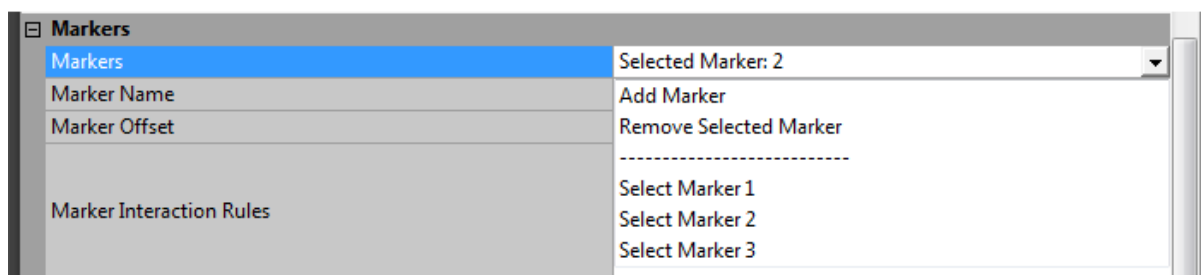 Markers
Markers Selected Marker: 2
Marker Name Add Marker
Marker Offset Remove Selected Marker
---------------------------
Select Marker 1
Marker Interaction Rules Select Marker 2
Select Marker 3